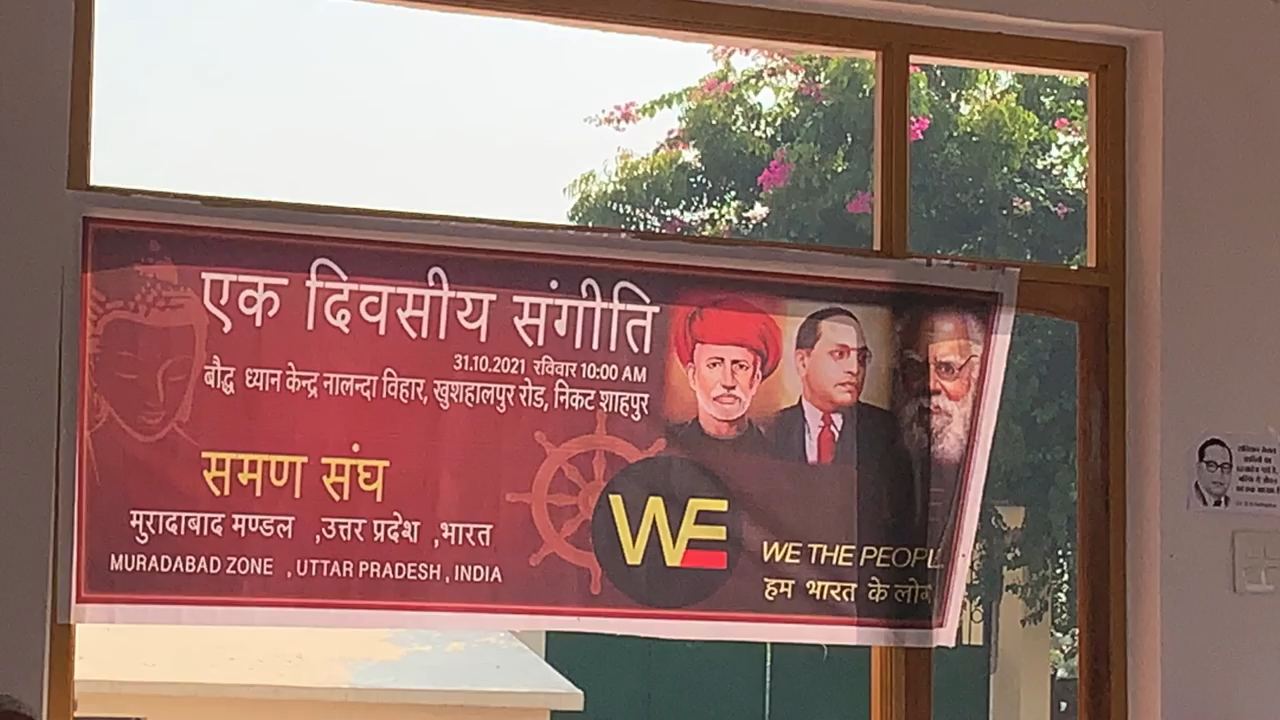 एक दिवसीय संगीति
31.10.2021 रविवार 10:00 AM
बौद्ध ध्यान केन्द्र नालन्दा विहार, खुशहालपुर रोड, निकट शाहपुर
समण संघ
मुरादाबाद मण्डल ,उत्तर प्रदेश ,भारत
MURADABAD ZONE , UTTAR PRADESH , INDIA
WE
WE THE PEOPL
हम भारत के लोग